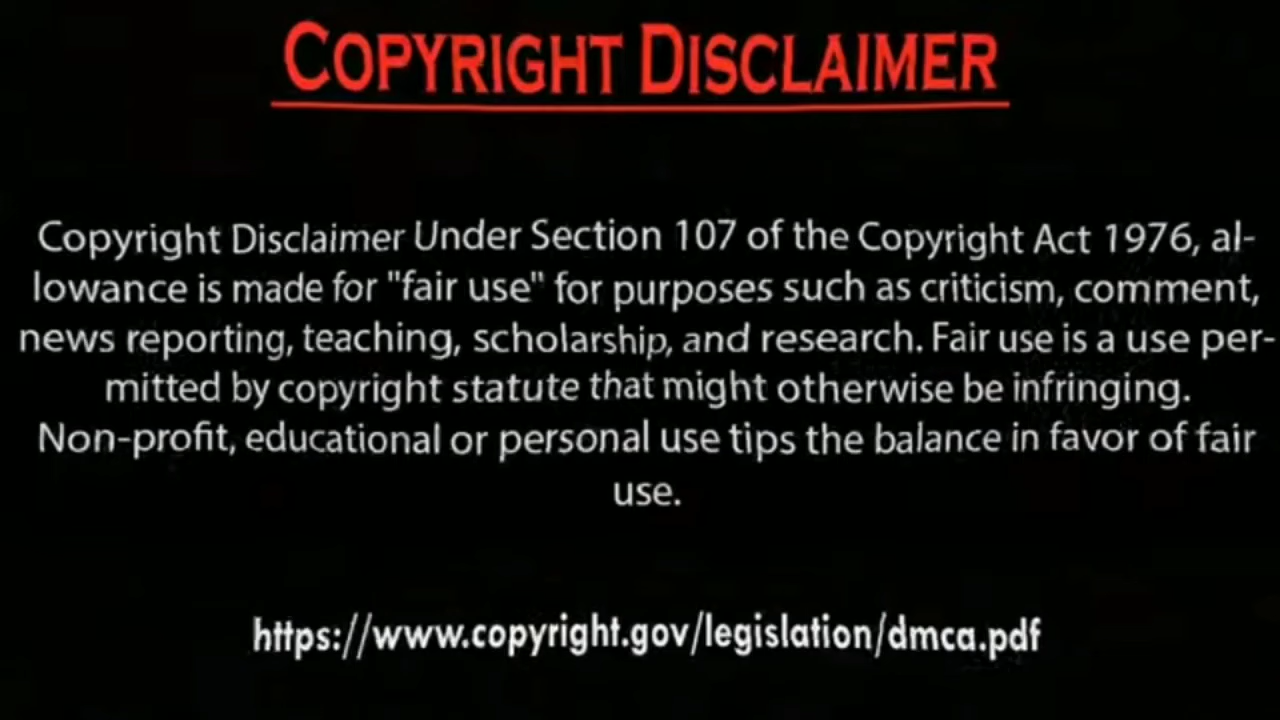 COPYRIGHT DISCLAIMER
Copyright Disclaimer Under Section 107 of the Copyright Act 1976, al-
lowance is made for "fair use" for purposes such as criticism, comment,
news reporting, teaching, scholarship, and research. Fair use is a use per-
mitted by copyright statute that might otherwise be infringing.
Non-profit, educational or personal use tips the balance in favor of fair
use.
https://www.copyright.gov/legislation/dmca.pdf